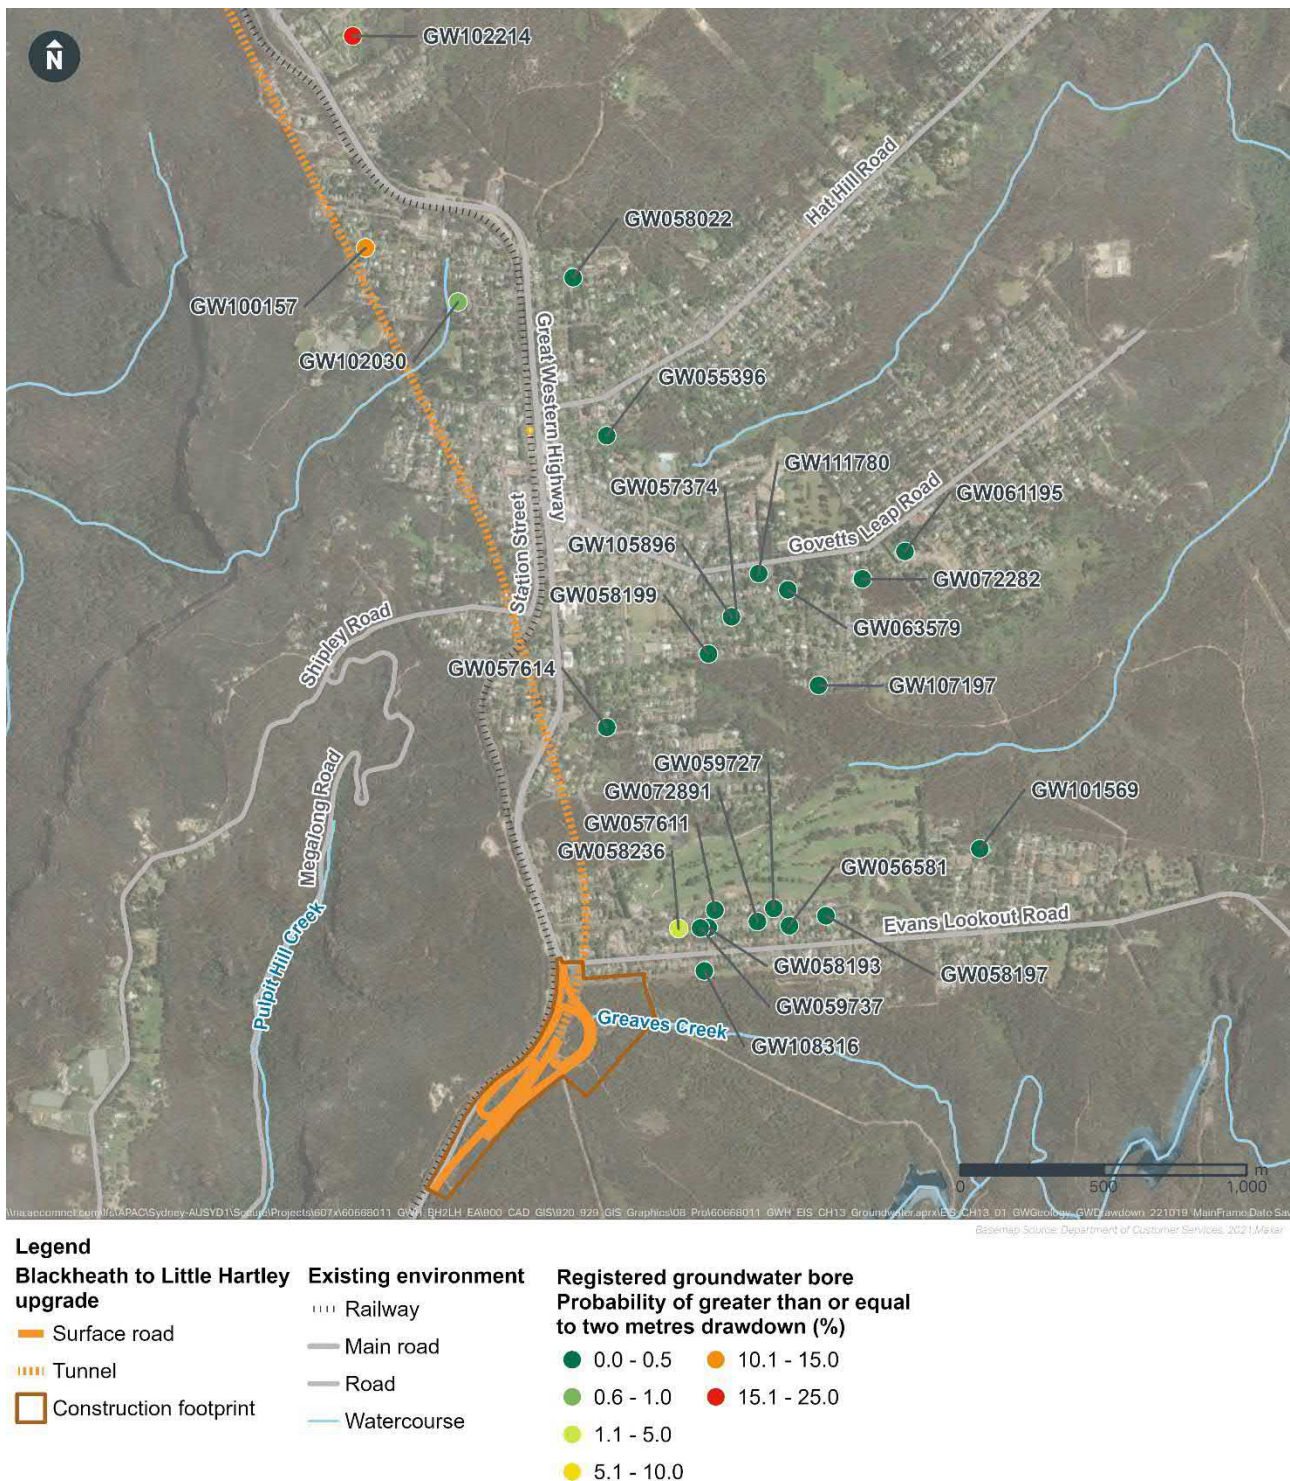 N
GW102214
Hat Hill Road
GW058022
GW100157
GW102030
Great Western Highway
GW055396
GW111780
GW057374
GW061195
Govetts Leap Road
GW105896
Station Street
GW072282
GW058199
GW063579
Shipley Road
GW057614
GW107197
GW059727
Megalong Road
GW072891
GW101569
GW057611
GW058236
GW056581
Evans Lookout Road
GW058193
GW058197
Pulpit Hill Creek
GW059737
Greaves Creek
GW108316
m
0 500 1,000
Basemap Source: Department of Customer Services, 2021, Maxar
Legend
Blackheath to Little Hartley
upgrade
Surface road
Tunnel
Construction footprint
Existing environment
Railway
Main road
Road
Watercourse
Registered groundwater bore
Probability of greater than or equal
to two metres drawdown (%)
0.0 - 0.5
0.6 - 1.0
1.1 - 5.0
5.1 - 10.0
10.1 - 15.0
15.1 - 25.0